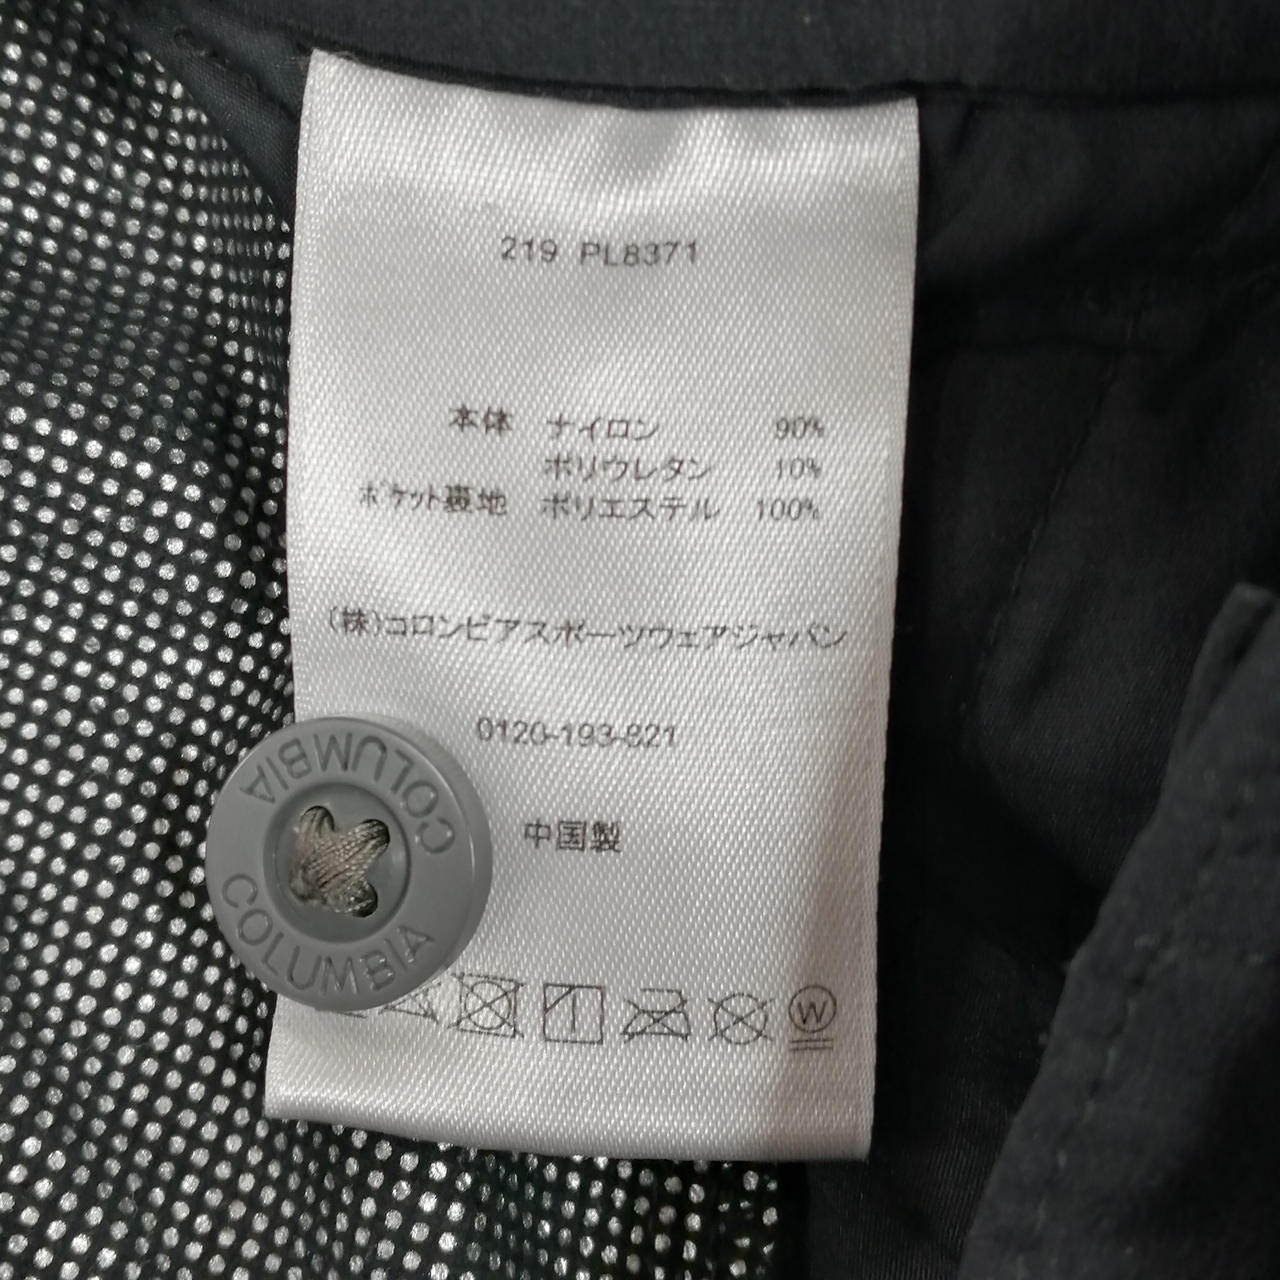 219 PL8371
本体 ナイロン 90%
ポリウレタン 10%
ポケット裏地 ポリエステル 100%
(株)コロンビアスポーツウェアジャパン
0120-193-821
中国製
COLUMBIA
COLUMBIA
W